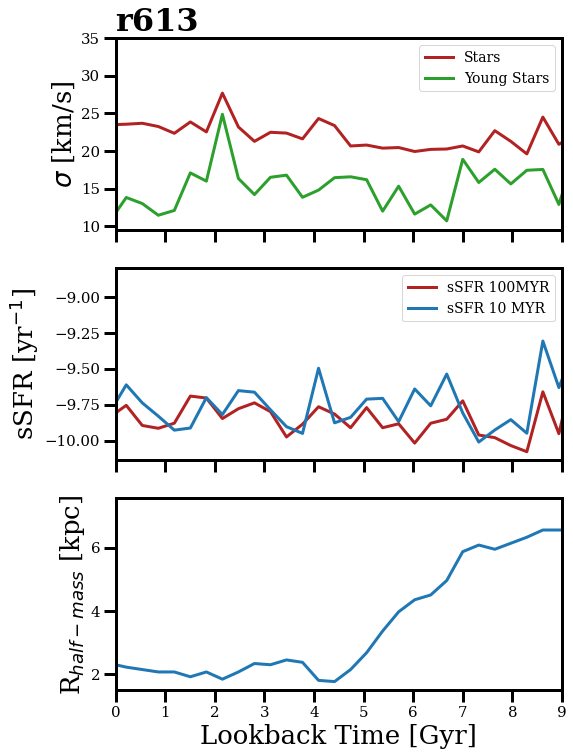 r613
35
30
25
20
15
10
σ [km/s]
Stars
Young Stars
−9.00
−9.25
−9.50
−9.75
−10.00
sSFR [yr⁻¹]
sSFR 100MYR
sSFR 10 MYR
6
4
2
R_{half−mass} [kpc]
0 1 2 3 4 5 6 7 8 9
Lookback Time [Gyr]